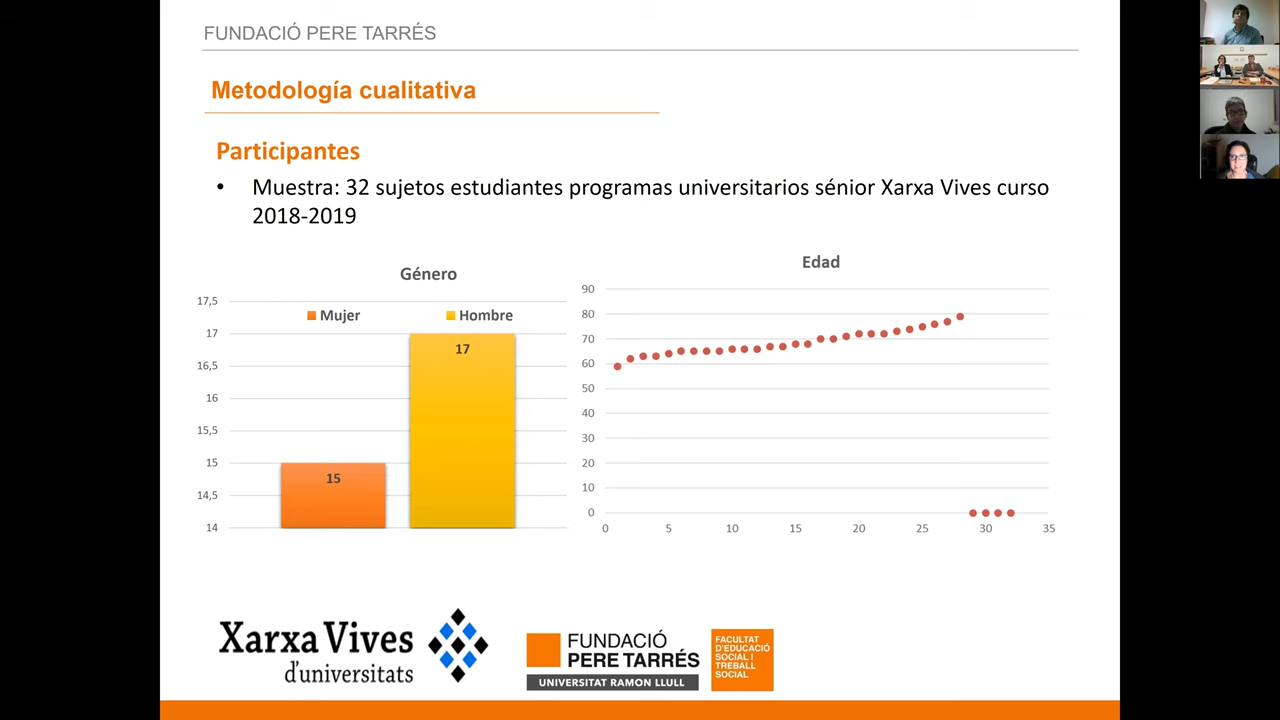 FUNDACIÓ PERE TARRÉS
Metodología cualitativa
Participantes
• Muestra: 32 sujetos estudiantes programas universitarios sénior Xarxa Vives curso
2018-2019
Género
17,5
17
16,5
16
15,5
15
14,5
14
Mujer
Hombre
15
17
Edad
90
80
70
60
50
40
30
20
10
0
0 5 10 15 20 25 30 35
Xarxa Vives
d'universitats
FUNDACIÓ
PERE TARRÉS
UNIVERSITAT RAMON LLULL
FACULTAT
D'EDUCACIÓ
SOCIAL I
TREBALL
SOCIAL